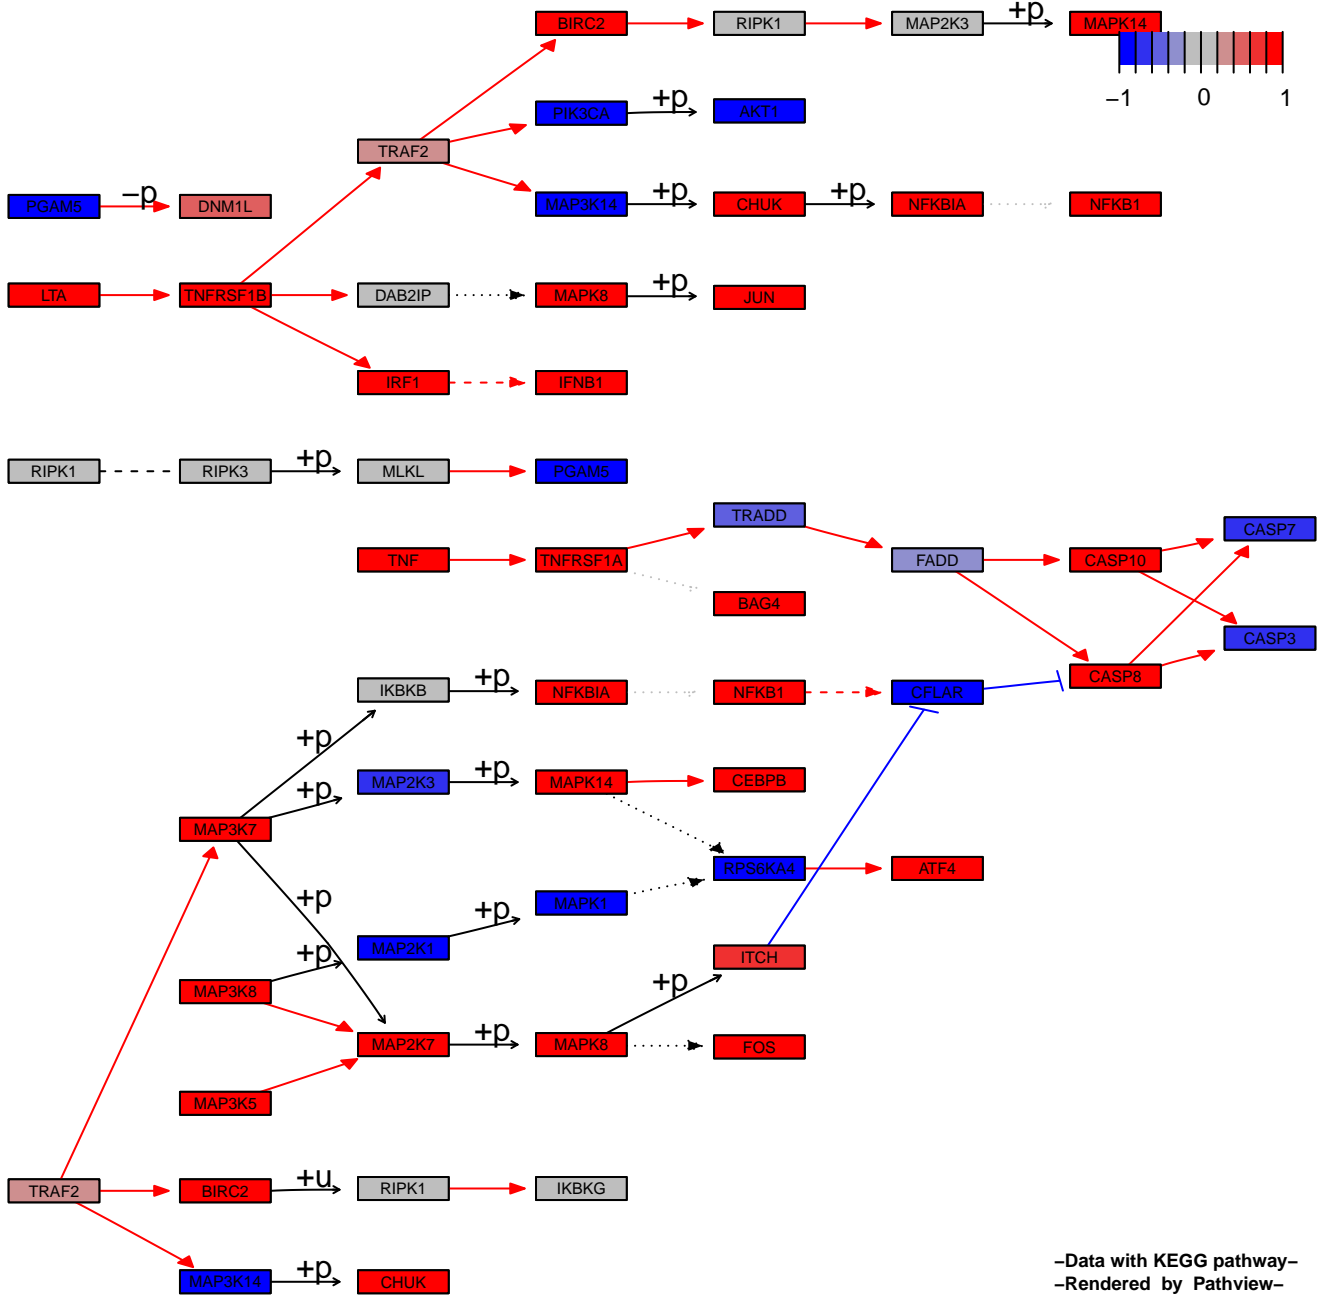 BIRC2 RIPK1 MAP2K3 +p MAPK14
−1 0 1
PIK3CA +p AKT1
TRAF2
PGAM5 −p DNM1L
MAP3K14 +p CHUK +p NFKBIA NFKB1
LTA TNFRSF1B DAB2IP MAPK8 +p JUN
IRF1 IFNB1
RIPK1 RIPK3 +p MLKL PGAM5
TRADD
CASP7
TNF TNFRSF1A FADD CASP10
BAG4
CASP3
CASP8
IKBKB +p NFKBIA NFKB1 CFLAR
+p
MAP2K3 +p MAPK14 CEBPB
+p
MAP3K7
RPS6KA4 ATF4
+p
MAPK1
+p
MAP2K1
+p
ITCH
MAP3K8
+p
MAP2K7 +p MAPK8 FOS
MAP3K5
TRAF2 BIRC2 +u RIPK1 IKBKG
MAP3K14 +p CHUK
−Data with KEGG pathway−
−Rendered by Pathview−